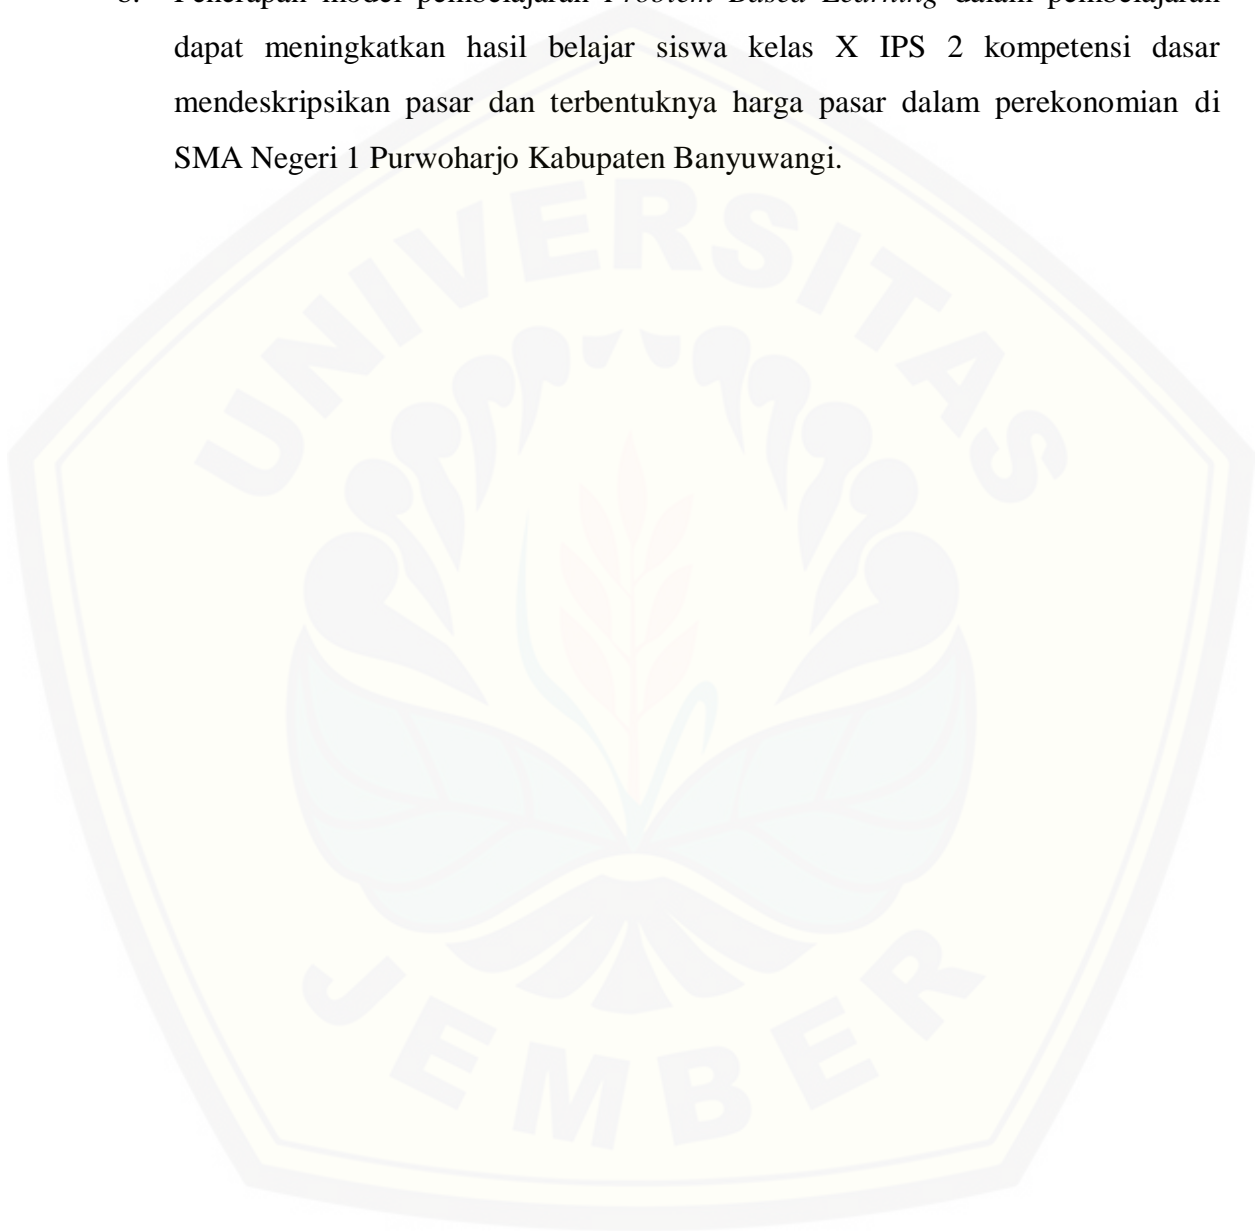 Penerapan model pembelajaran Problem Based Learning dalam pembelajaran
dapat meningkatkan hasil belajar siswa kelas X IPS 2 kompetensi dasar
mendeskripsikan pasar dan terbentuknya harga pasar dalam perekonomian di
SMA Negeri 1 Purwoharjo Kabupaten Banyuwangi.
UNIVERSITAS
JEMBER